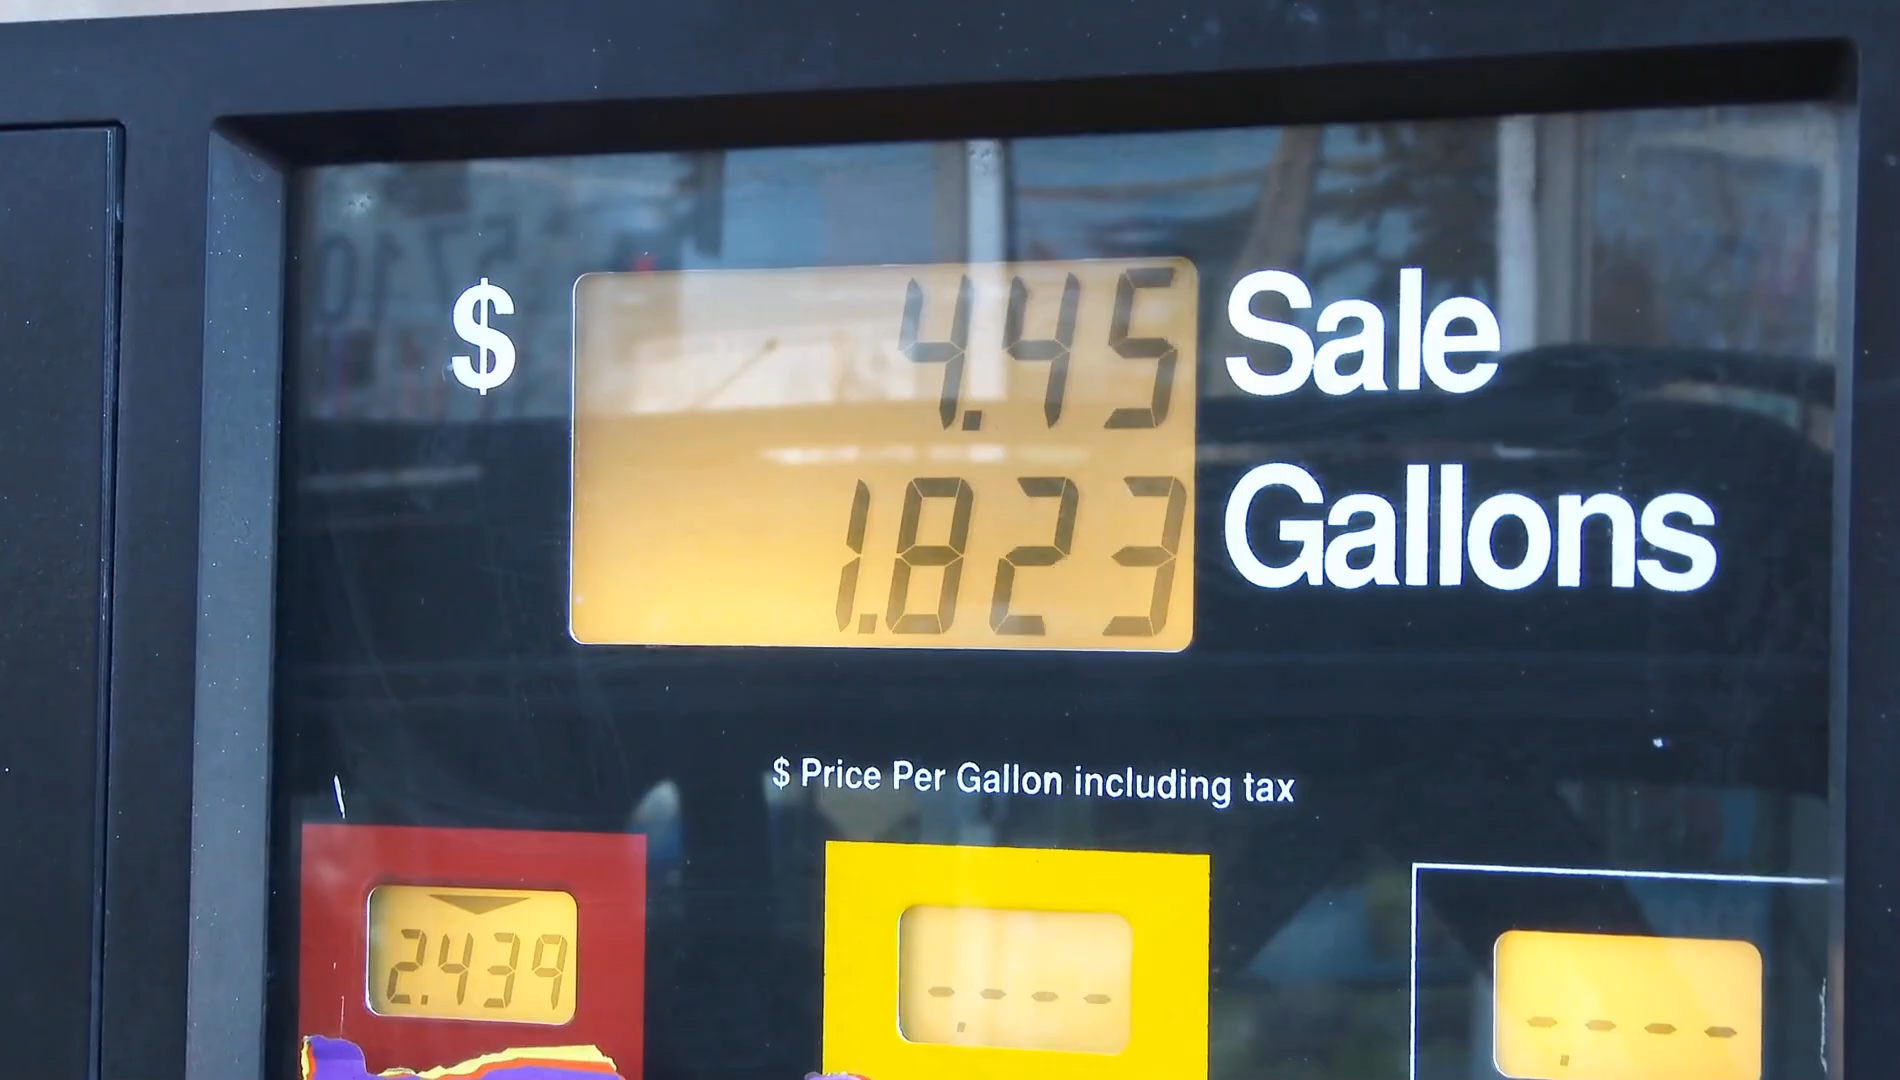 $ 4.45 Sale
1.823 Gallons
$ Price Per Gallon including tax
2.439 -.--- -.---